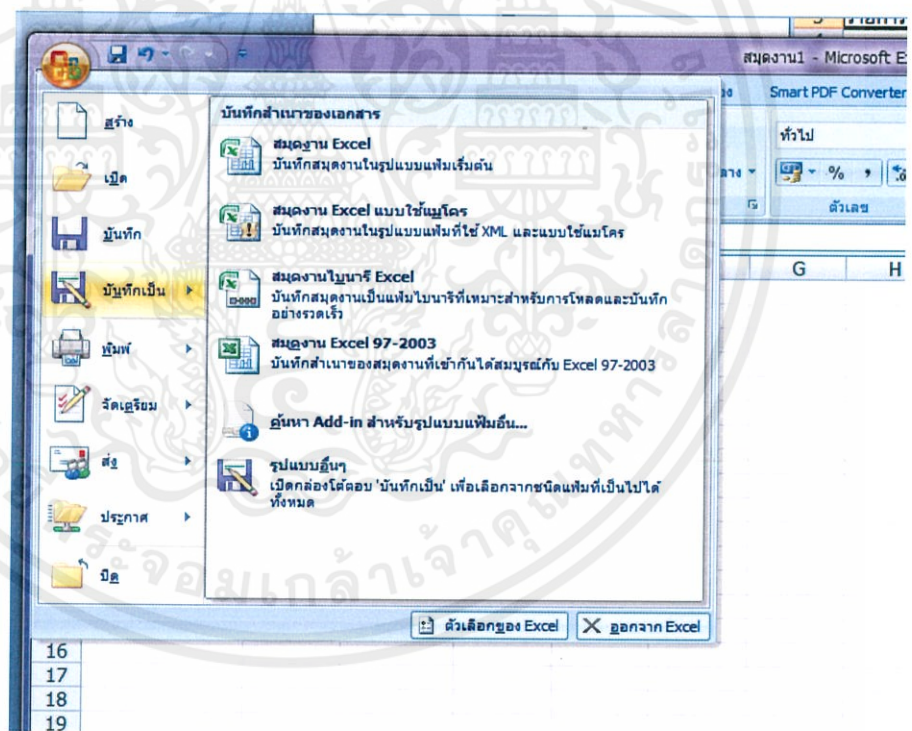 สมุดงาน1 - Microsoft E
Smart PDF Converter
ทั่วไป
ตัวเลข
G H
สร้าง
เปิด
บันทึก
บันทึกเป็น
พิมพ์
จัดเตรียม
ส่ง
ประกาศ
ปิด
บันทึกสำเนาของเอกสาร
สมุดงาน Excel
บันทึกสมุดงานในรูปแบบแฟ้มเริ่มต้น
สมุดงาน Excel แบบใช้แมโคร
บันทึกสมุดงานในรูปแบบแฟ้มที่ใช้ XML และแบบใช้แมโคร
สมุดงานไบนารี Excel
บันทึกสมุดงานเป็นแฟ้มไบนารีที่เหมาะสำหรับการโหลดและบันทึก
อย่างรวดเร็ว
สมุดงาน Excel 97-2003
บันทึกสำเนาของสมุดงานที่เข้ากันได้สมบูรณ์กับ Excel 97-2003
ค้นหา Add-in สำหรับรูปแบบแฟ้มอื่น...
รูปแบบอื่นๆ
เปิดกล่องโต้ตอบ 'บันทึกเป็น' เพื่อเลือกจากชนิดแฟ้มที่เป็นไปได้
ทั้งหมด
ตัวเลือกของ Excel
ออกจาก Excel
16
17
18
19